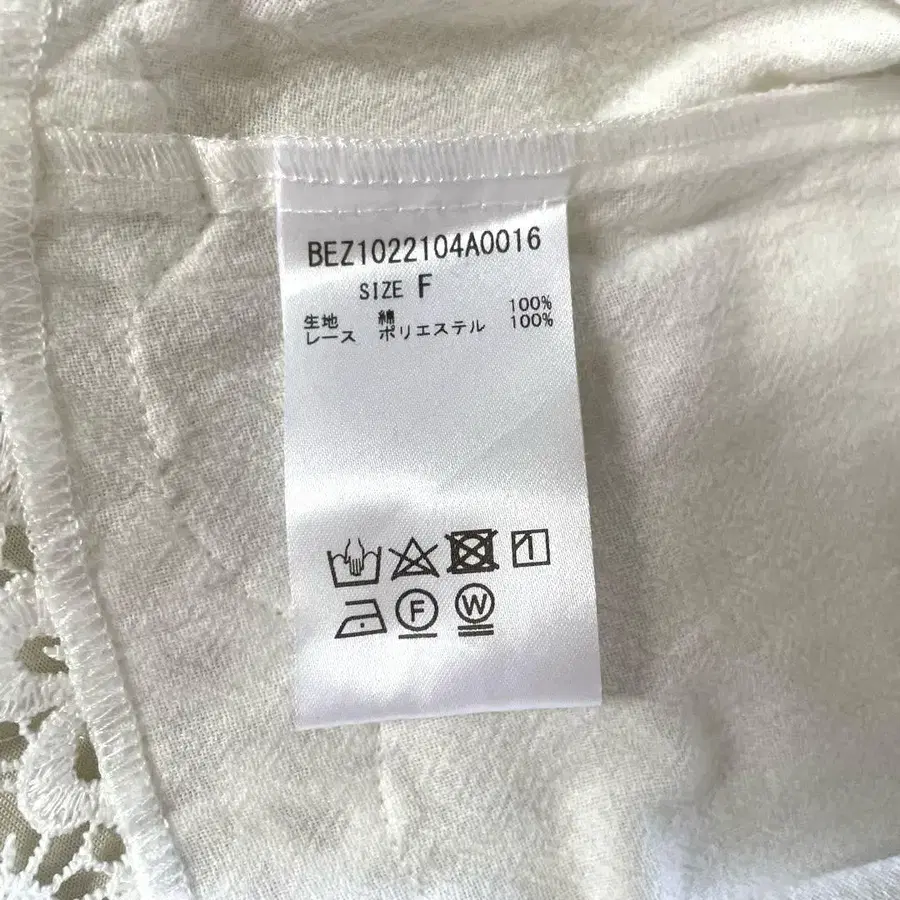 BEZ1022104A0016
SIZE F
生地 綿 100%
レース ポリエステル 100%
F W